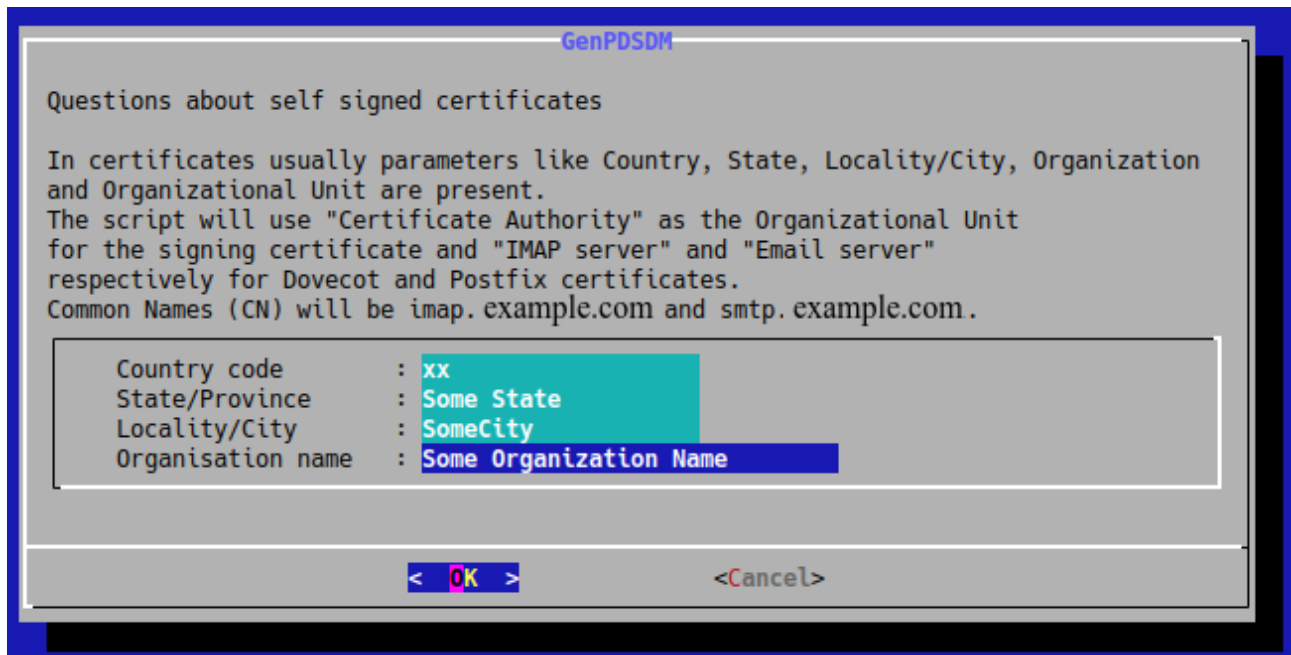 GenPDSDM
Questions about self signed certificates
In certificates usually parameters like Country, State, Locality/City, Organization
and Organizational Unit are present.
The script will use "Certificate Authority" as the Organizational Unit
for the signing certificate and "IMAP server" and "Email server"
respectively for Dovecot and Postfix certificates.
Common Names (CN) will be imap. example.com and smtp. example.com.
Country code : xx
State/Province : Some State
Locality/City : SomeCity
Organisation name : Some Organization Name
< OK > <Cancel>